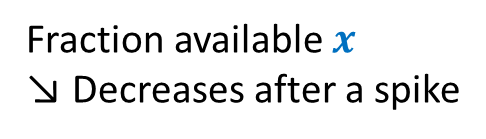 Fraction available x
↘ Decreases after a spike